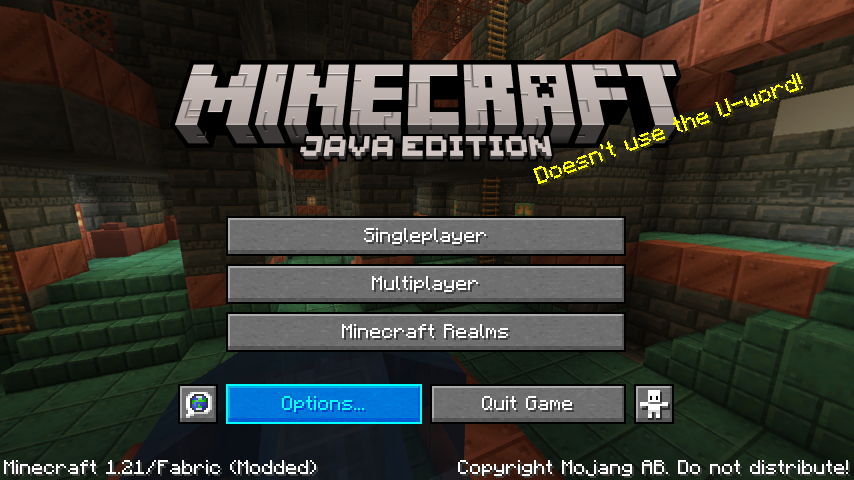 MINECRAFT
JAVA EDITION
Doesn't use the U-word!
Singleplayer
Multiplayer
Minecraft Realms
Options...
Quit Game
Minecraft 1.21/Fabric (Modded)
Copyright Mojang AB. Do not distribute!